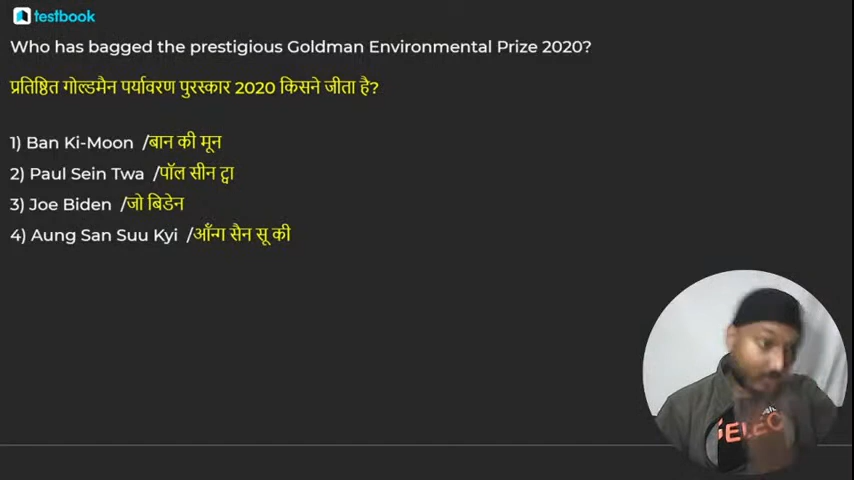 testbook
Who has bagged the prestigious Goldman Environmental Prize 2020?
प्रतिष्ठित गोल्डमैन पर्यावरण पुरस्कार 2020 किसने जीता है?
1) Ban Ki-Moon /बान की मून
2) Paul Sein Twa /पॉल सीन ट्वा
3) Joe Biden /जो बिडेन
4) Aung San Suu Kyi /आँन्ग सैन सू की